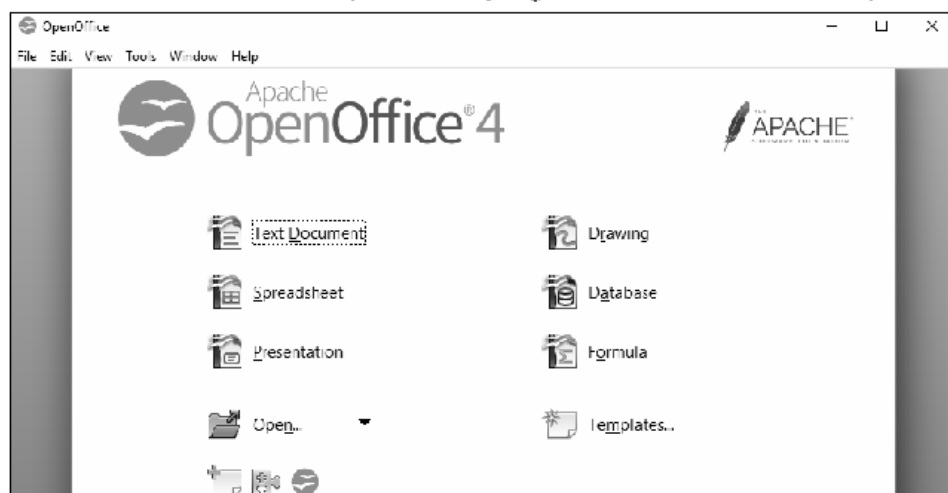 OpenOffice
File Edit View Tools Window Help
Apache
OpenOffice® 4
APACHE
Text Document
Drawing
Spreadsheet
Database
Presentation
Formula
Open...
Templates...